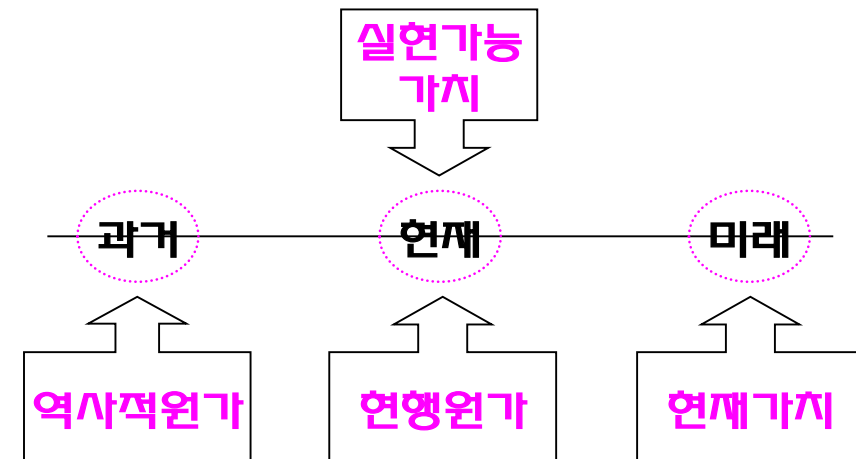 실현가능
가치
과거
현재
미래
역사적원가
현행원가
현재가치